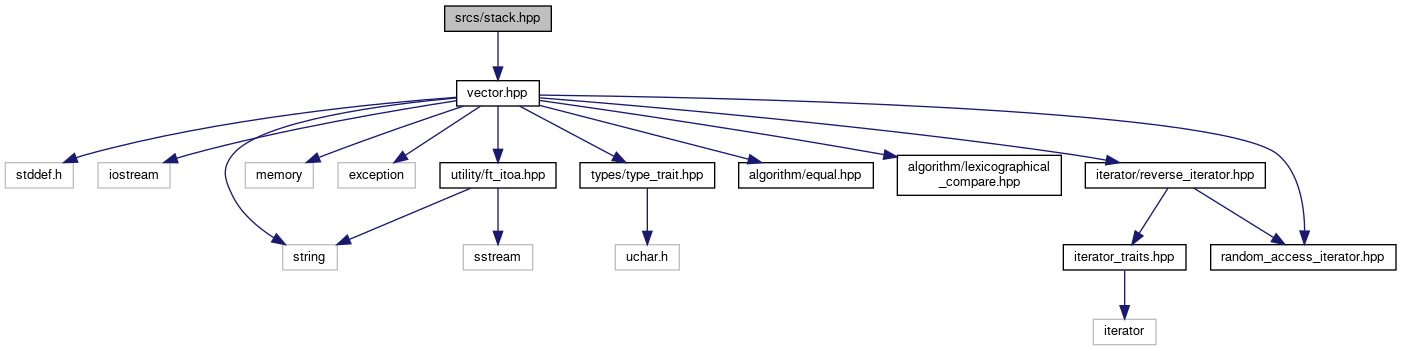 srcs/stack.hpp
vector.hpp
stddef.h
iostream
memory
exception
utility/ft_itoa.hpp
types/type_trait.hpp
algorithm/equal.hpp
algorithm/lexicographical
_compare.hpp
iterator/reverse_iterator.hpp
string
sstream
uchar.h
iterator_traits.hpp
random_access_iterator.hpp
iterator